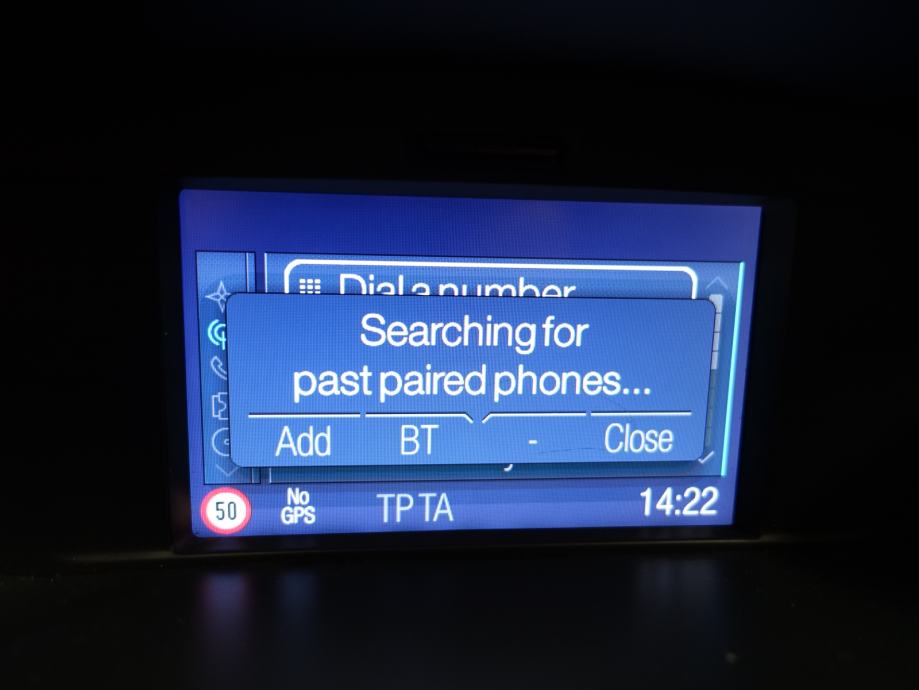 Dial a number
Searching for
past paired phones...
Add BT - Close
50 No GPS TP TA 14:22